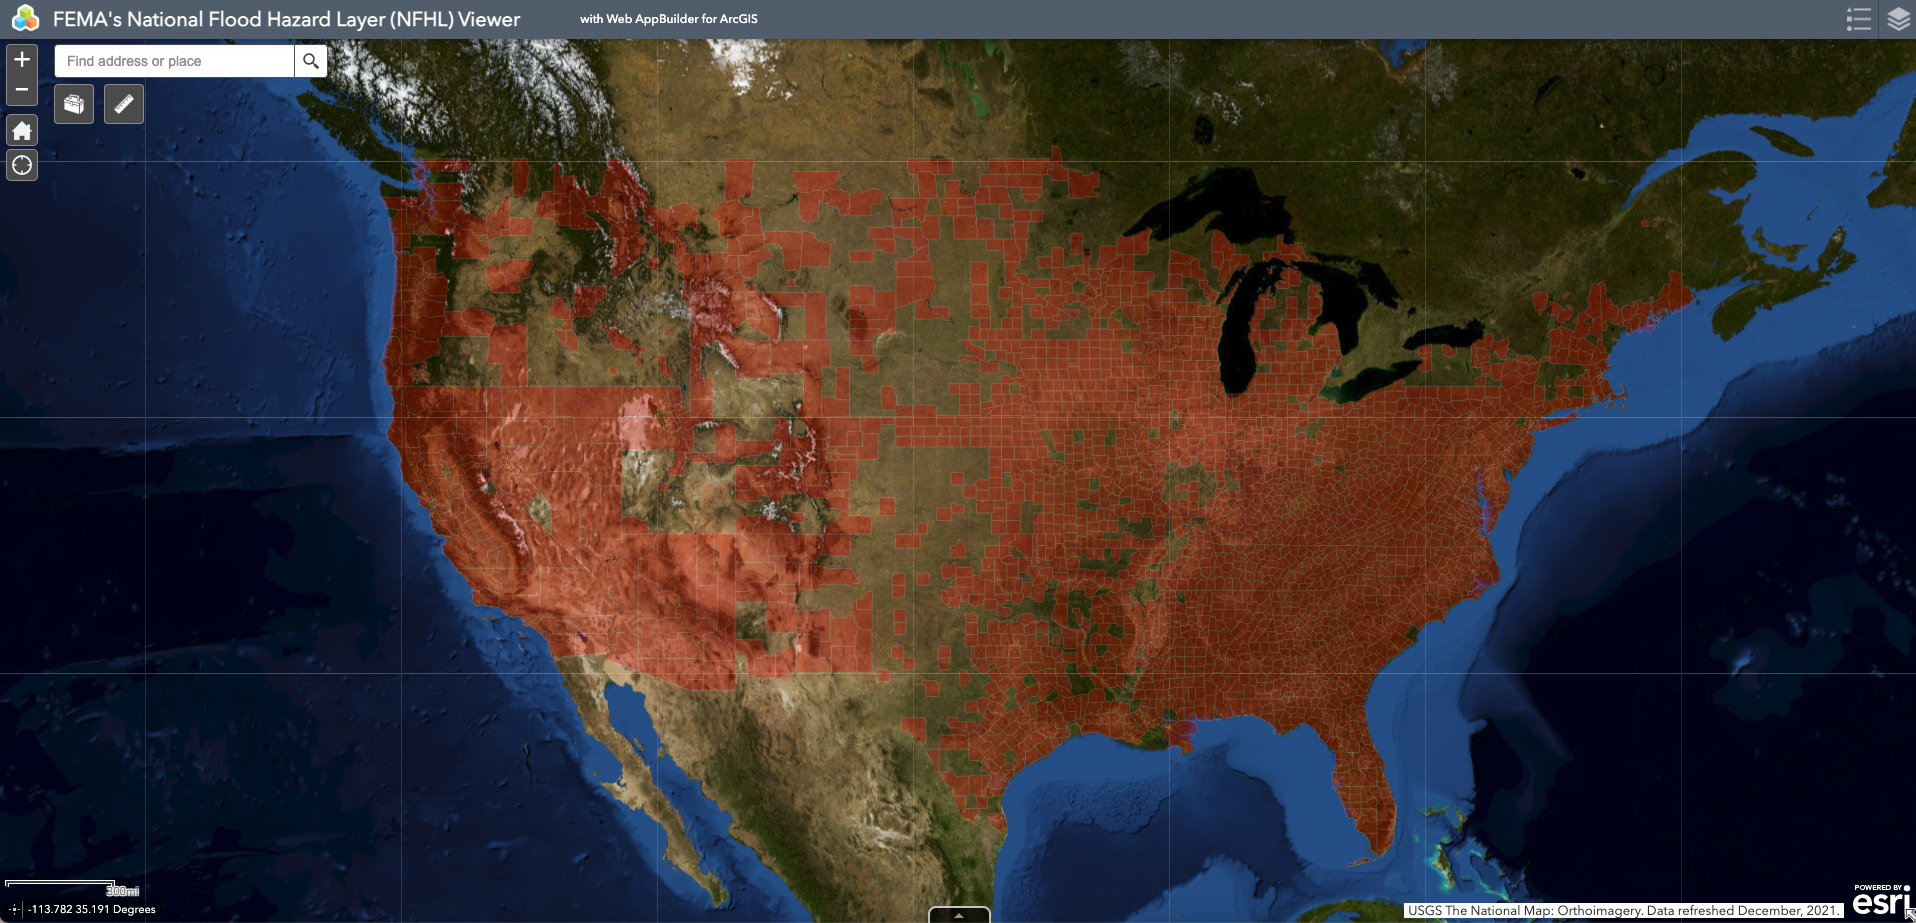 FEMA's National Flood Hazard Layer (NFHL) Viewer
with Web AppBuilder for ArcGIS
+
Find address or place
−
300mi
-113.782 35.191 Degrees
USGS The National Map: Orthoimagery. Data refreshed December, 2021.
POWERED BY
esri